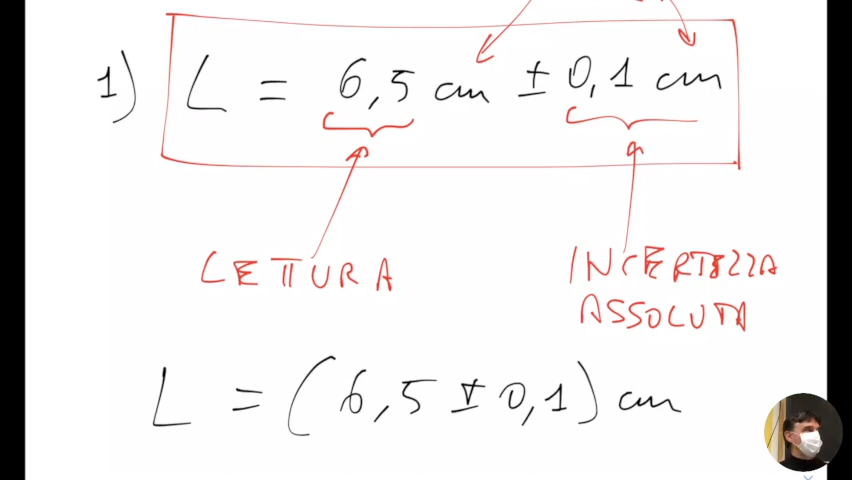 1) L = 6,5 cm ± 0,1 cm
LETTURA
INCERTEZZA
ASSOLUTA
L = (6,5 ± 0,1) cm